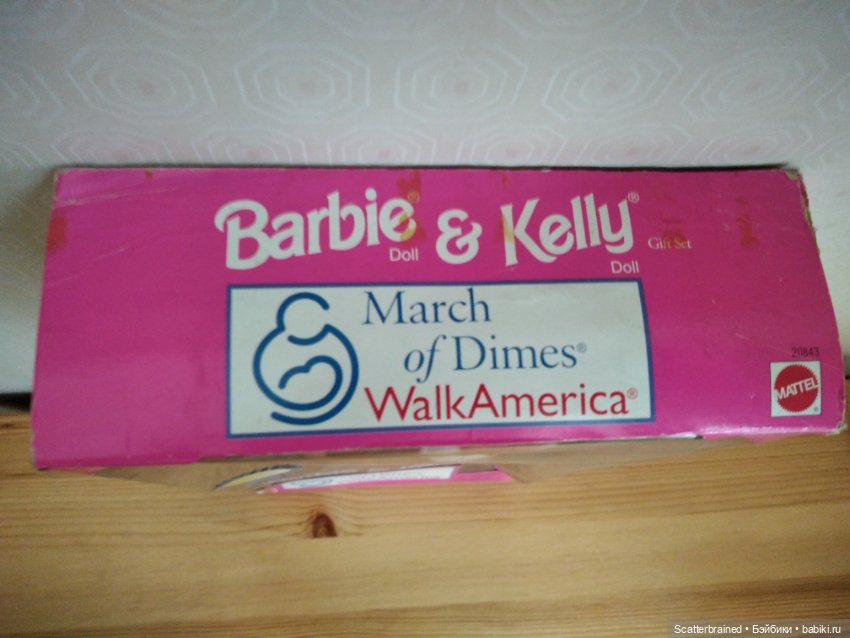 Barbie® & Kelly® Gift Set
Doll
Doll
March
of Dimes®
WalkAmerica®
20843
MATTEL®
Scatterbrained • Бэйбики • babiki.ru